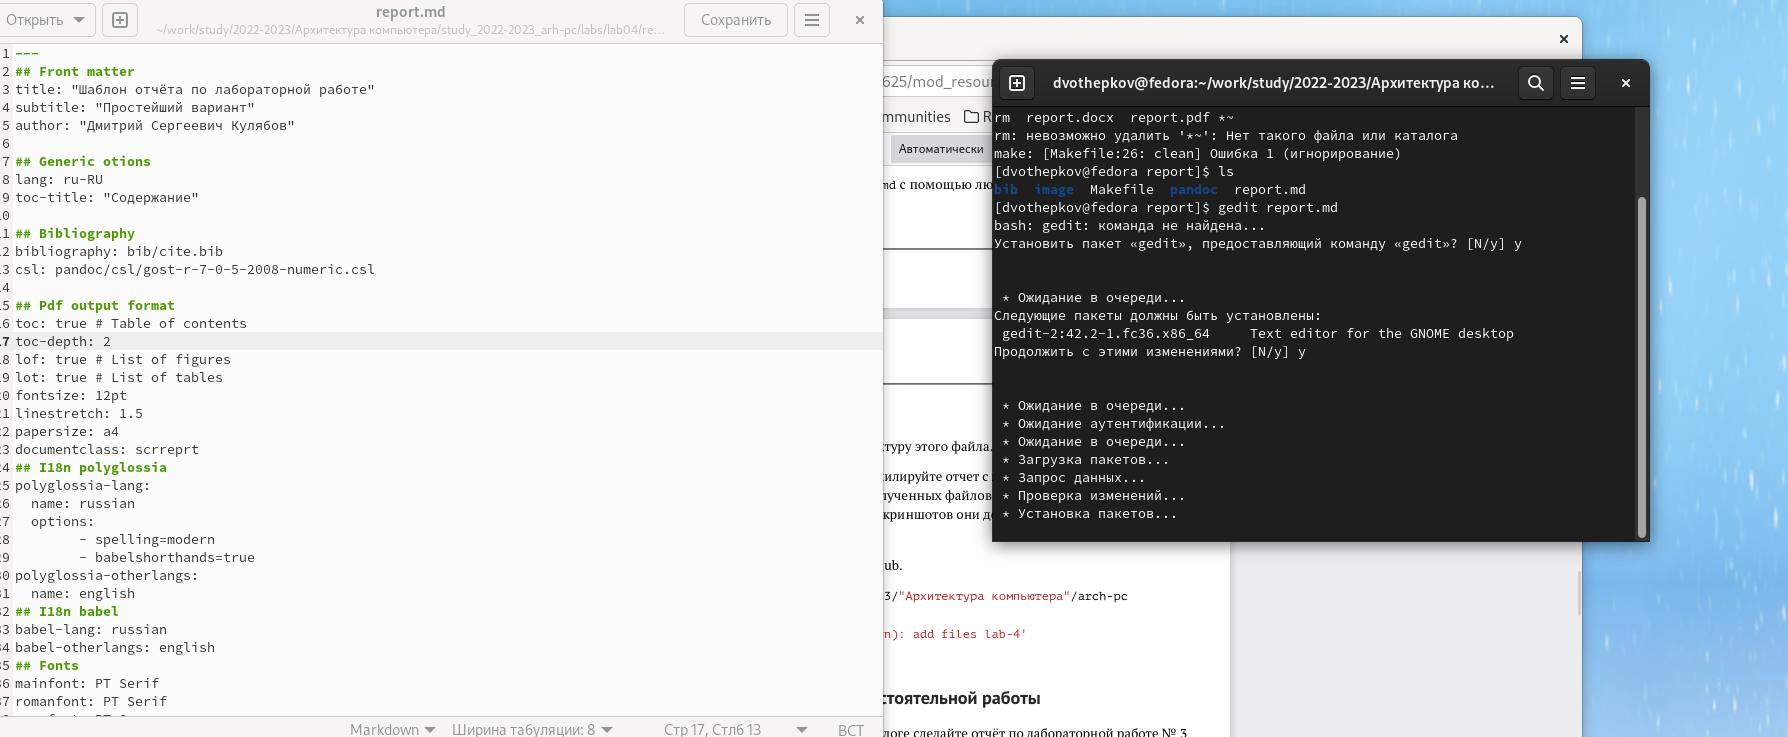 Открыть
report.md
~/work/study/2022-2023/Архитектура компьютера/study_2022-2023_arh-pc/labs/lab04/re...
Сохранить
1 ---
2 ## Front matter
3 title: "Шаблон отчёта по лабораторной работе"
4 subtitle: "Простейший вариант"
5 author: "Дмитрий Сергеевич Кулябов"
6
7 ## Generic otions
8 lang: ru-RU
9 toc-title: "Содержание"
0
1 ## Bibliography
2 bibliography: bib/cite.bib
3 csl: pandoc/csl/gost-r-7-0-5-2008-numeric.csl
4
5 ## Pdf output format
6 toc: true # Table of contents
7 toc-depth: 2
8 lof: true # List of figures
9 lot: true # List of tables
0 fontsize: 12pt
1 linestretch: 1.5
2 papersize: a4
3 documentclass: scrreprt
4 ## I18n polyglossia
5 polyglossia-lang:
6 name: russian
7 options:
8 - spelling=modern
9 - babelshorthands=true
0 polyglossia-otherlangs:
1 name: english
2 ## I18n babel
3 babel-lang: russian
4 babel-otherlangs: english
5 ## Fonts
6 mainfont: PT Serif
7 romanfont: PT Serif
Markdown Ширина табуляции: 8 Стр 17, Стлб 13 ВСТ
625/mod_resou
mmunities R
Автоматически
md с помощью лю
туру этого файла.
илируйте отчет с
лученных файлов
криншотов они д
ub.
3/"Архитектура компьютера"/arch-pc
n): add files lab-4'
стоятельной работы
логе сделайте отчёт по лабораторной работе № 3
dvothepkov@fedora:~/work/study/2022-2023/Архитектура ко...
rm report.docx report.pdf *~
rm: невозможно удалить '*~': Нет такого файла или каталога
make: [Makefile:26: clean] Ошибка 1 (игнорирование)
[dvothepkov@fedora report]$ ls
bib image Makefile pandoc report.md
[dvothepkov@fedora report]$ gedit report.md
bash: gedit: команда не найдена...
Установить пакет «gedit», предоставляющий команду «gedit»? [N/y] y
* Ожидание в очереди...
Следующие пакеты должны быть установлены:
gedit-2:42.2-1.fc36.x86_64 Text editor for the GNOME desktop
Продолжить с этими изменениями? [N/y] y
* Ожидание в очереди...
* Ожидание аутентификации...
* Ожидание в очереди...
* Загрузка пакетов...
* Запрос данных...
* Проверка изменений...
* Установка пакетов...